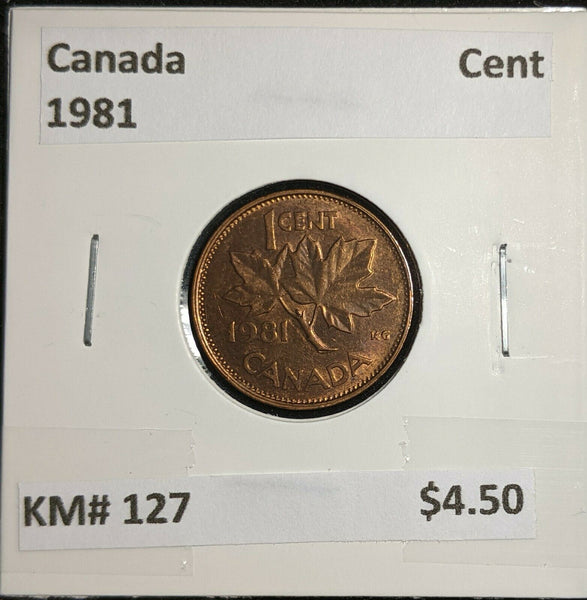 Canada Cent
1981
1 CENT
1981 KG
CANADA
KM# 127 $4.50